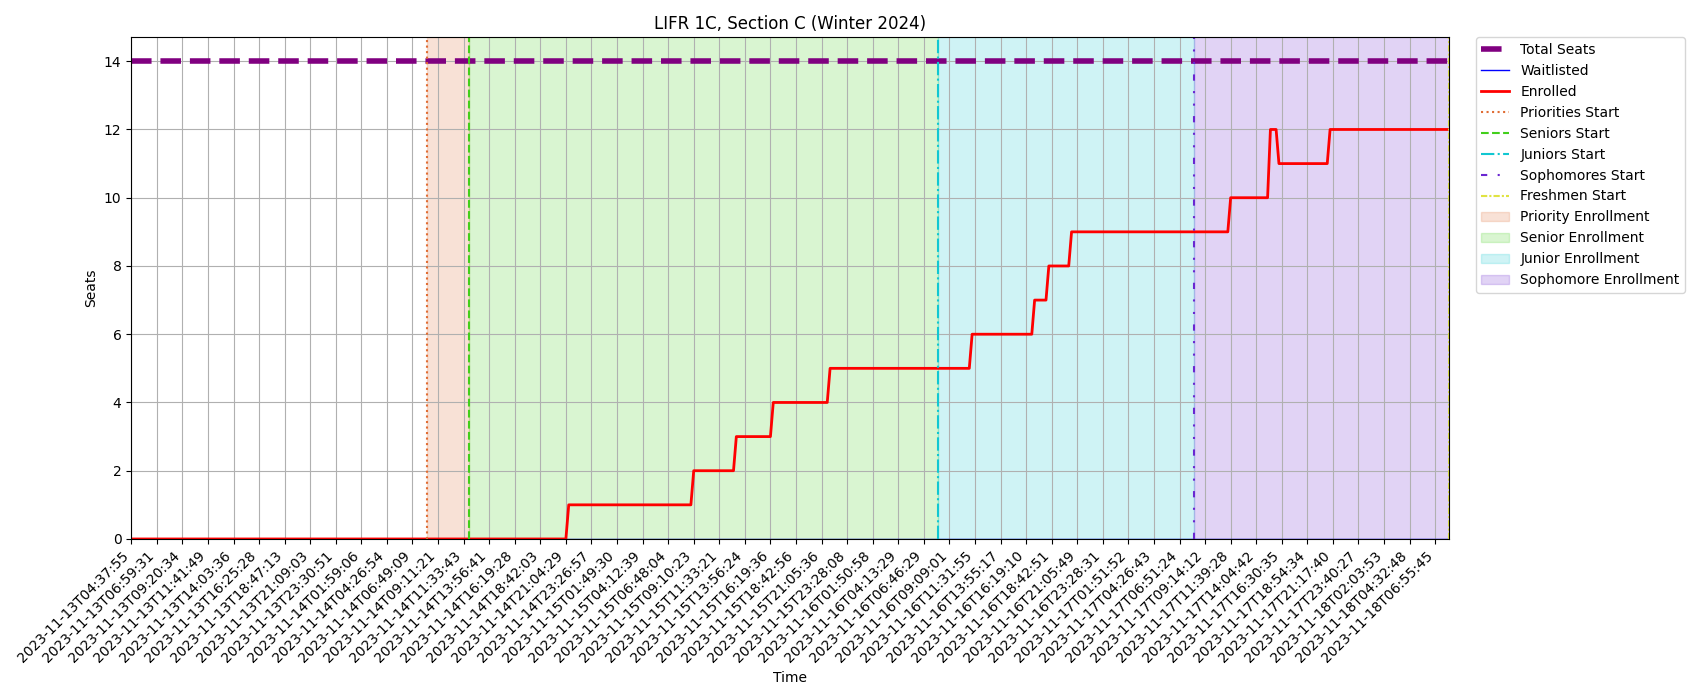 LIFR 1C, Section C (Winter 2024)
14
12
10
8
6
4
2
0
Seats
2023-11-13T04:37:55
2023-11-13T06:59:31
2023-11-13T09:20:34
2023-11-13T11:41:49
2023-11-13T14:03:36
2023-11-13T16:25:28
2023-11-13T18:47:13
2023-11-13T21:09:03
2023-11-13T23:30:51
2023-11-14T01:59:06
2023-11-14T04:26:54
2023-11-14T06:49:09
2023-11-14T09:11:21
2023-11-14T11:33:43
2023-11-14T13:56:41
2023-11-14T16:19:28
2023-11-14T18:42:03
2023-11-14T21:04:29
2023-11-14T23:26:57
2023-11-15T01:49:30
2023-11-15T04:12:39
2023-11-15T06:48:04
2023-11-15T09:10:23
2023-11-15T11:33:21
2023-11-15T13:56:24
2023-11-15T16:19:36
2023-11-15T18:42:56
2023-11-15T21:05:36
2023-11-15T23:28:08
2023-11-16T01:50:58
2023-11-16T04:13:29
2023-11-16T06:46:29
2023-11-16T09:09:01
2023-11-16T11:31:55
2023-11-16T13:55:17
2023-11-16T16:19:10
2023-11-16T18:42:51
2023-11-16T21:05:49
2023-11-16T23:28:31
2023-11-17T01:51:52
2023-11-17T04:26:43
2023-11-17T06:51:24
2023-11-17T09:14:12
2023-11-17T11:39:28
2023-11-17T14:04:42
2023-11-17T16:30:35
2023-11-17T18:54:34
2023-11-17T21:17:40
2023-11-17T23:40:27
2023-11-18T02:03:53
2023-11-18T04:32:48
2023-11-18T06:55:45
Time
Total Seats
Waitlisted
Enrolled
Priorities Start
Seniors Start
Juniors Start
Sophomores Start
Freshmen Start
Priority Enrollment
Senior Enrollment
Junior Enrollment
Sophomore Enrollment